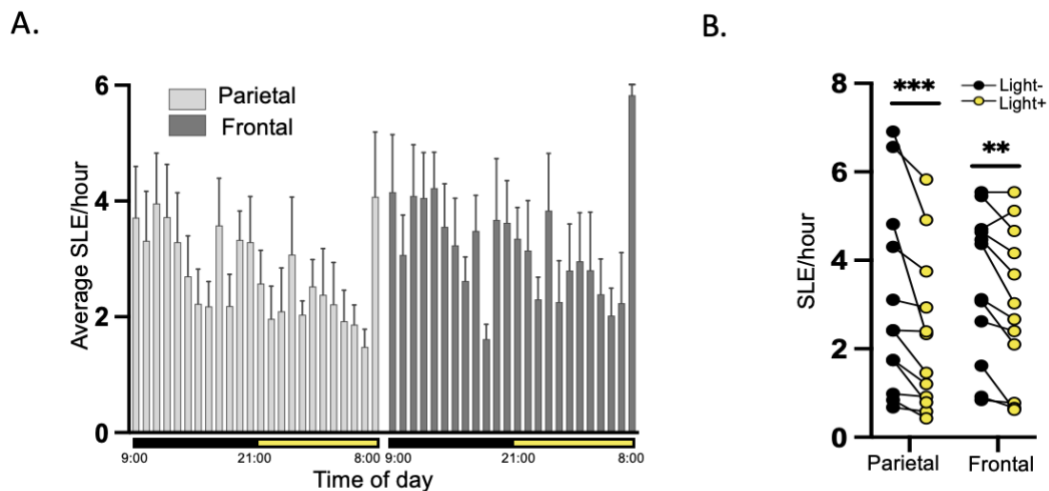 A.
Average SLE/hour
6
4
2
0
Parietal
Frontal
9:00
21:00
8:00
9:00
21:00
8:00
Time of day
B.
SLE/hour
8
6
4
2
0
***
**
Light-
Light+
Parietal
Frontal